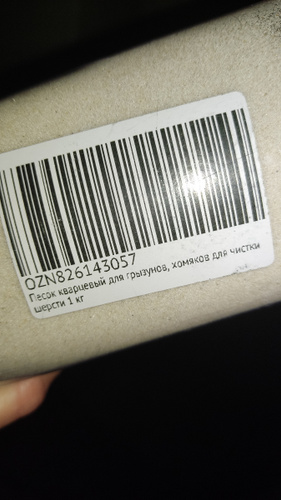 OZN826143057
Песок кварцевый для грызунов, хомяков для чистки
шерсти 1 кг